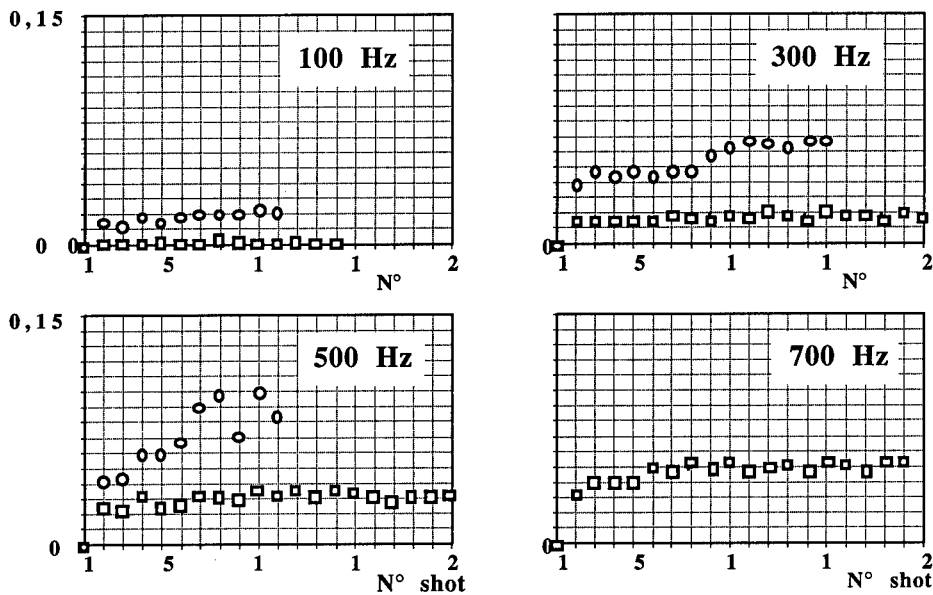 0,15
100 Hz
300 Hz
0 0
1 5 1 1 2
N°
0
1 5 1 1 2
N°
0,15
500 Hz
700 Hz
0
1 5 1 1 2
N° shot
0
1 5 1 1 2
N° shot